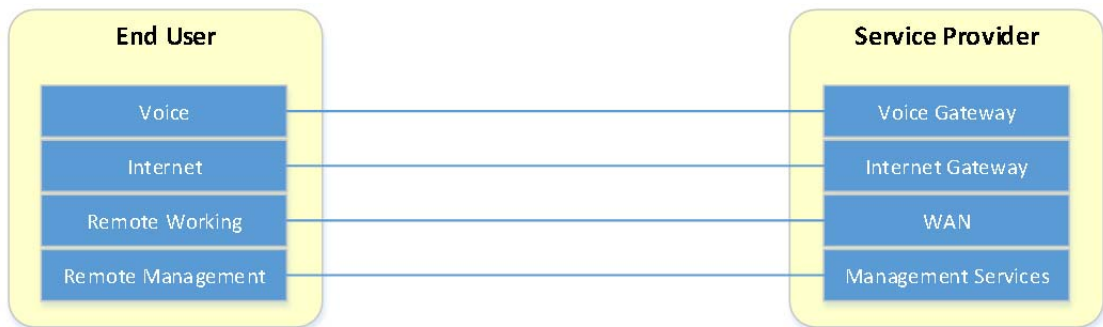 End User
Voice
Internet
Remote Working
Remote Management
Service Provider
Voice Gateway
Internet Gateway
WAN
Management Services